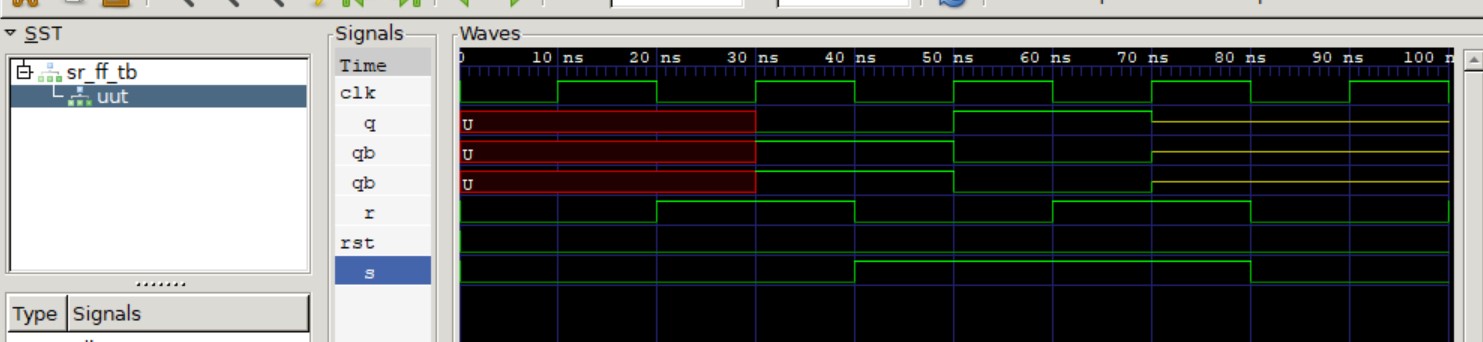 SST
sr_ff_tb
uut
Type Signals
Signals
Time
clk
q
qb
qb
r
rst
s
Waves
10 ns 20 ns 30 ns 40 ns 50 ns 60 ns 70 ns 80 ns 90 ns 100 n
U
U
U